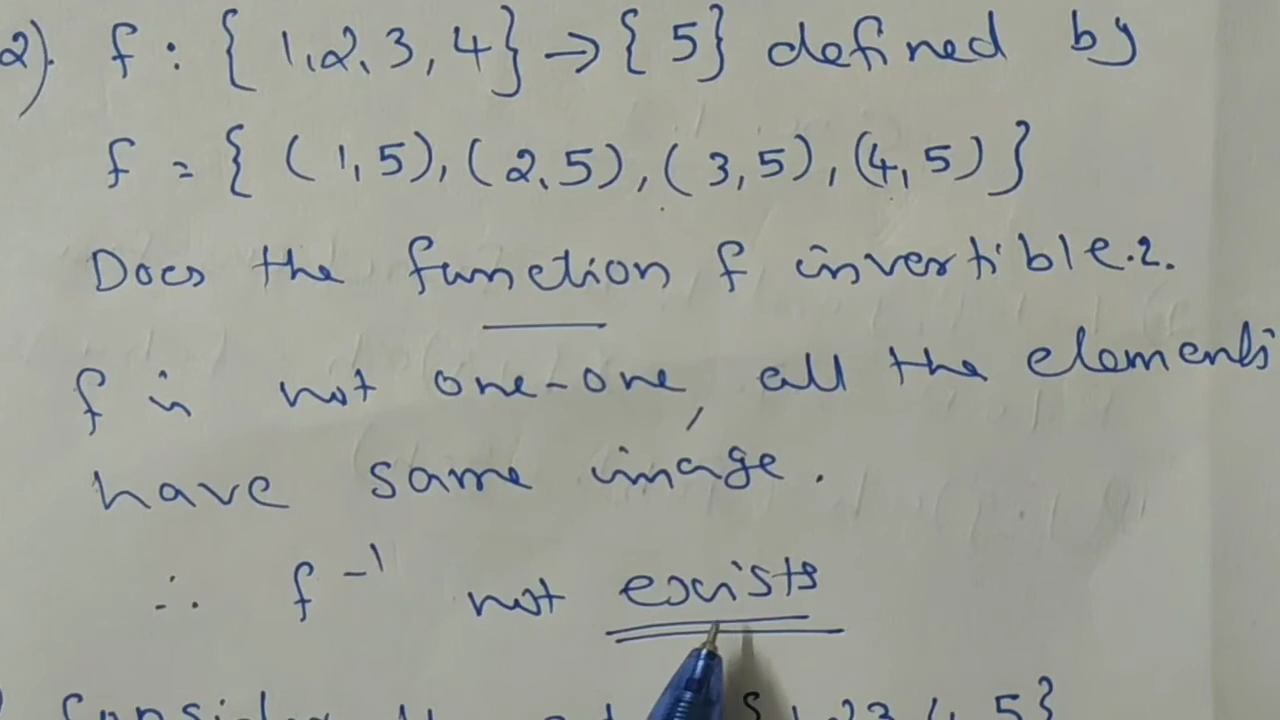 2). f : { 1,2,3,4} → { 5} defined by
f = { (1,5), (2,5), (3,5), (4,5) }
Does the function f invertible.?.
f is not one-one, all the elements
have same image.
∴ f⁻¹ not exists
) Consider